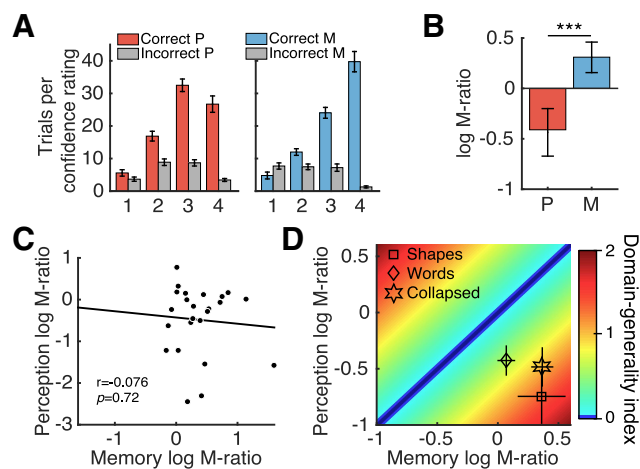 A
Correct P
Incorrect P
Correct M
Incorrect M
Trials per
confidence rating
40
30
20
10
0
1 2 3 4
1 2 3 4
B
***
log M-ratio
0.5
0
-0.5
-1
P M
C
Perception log M-ratio
1
0
-1
-2
-3
r=-0.076
p=0.72
-1 0 1
Memory log M-ratio
D
Perception log M-ratio
0.5
0
-0.5
-1
Shapes
Words
Collapsed
-1 -0.5 0 0.5
Memory log M-ratio
2
1
0
Domain-generality index